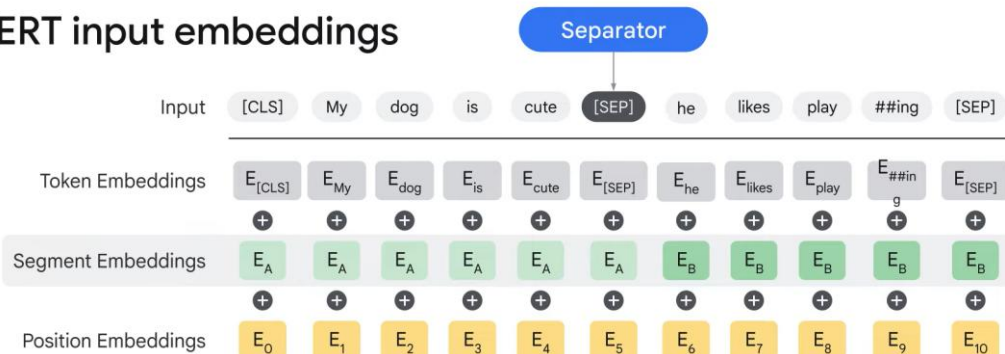 ERT input embeddings
Separator
Input [CLS] My dog is cute [SEP] he likes play ##ing [SEP]
Token Embeddings E[CLS] EMy Edog Eis Ecute E[SEP] Ehe Elikes Eplay E##ing E[SEP]
+ + + + + + + + + + +
Segment Embeddings EA EA EA EA EA EA EB EB EB EB EB
+ + + + + + + + + + +
Position Embeddings E0 E1 E2 E3 E4 E5 E6 E7 E8 E9 E10